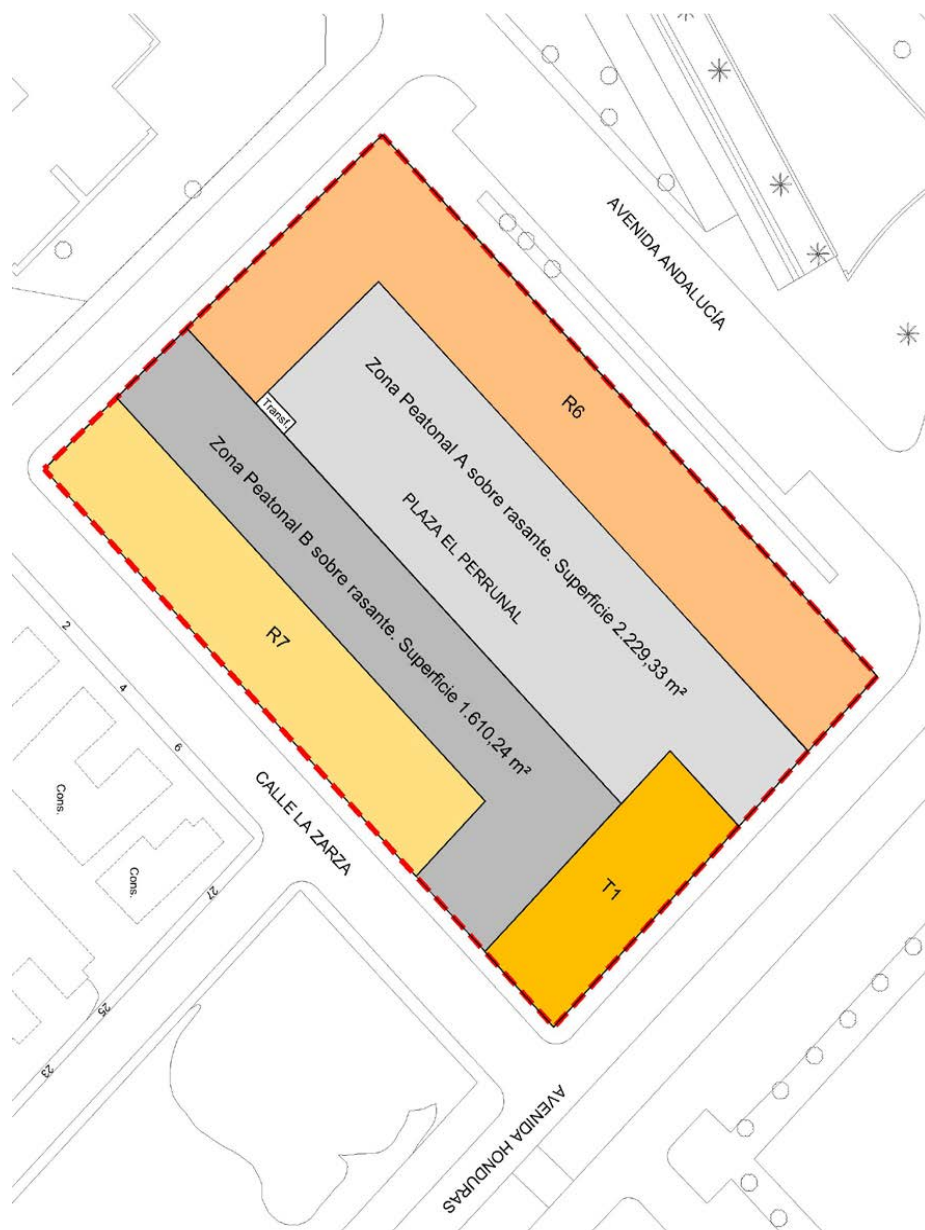 AVENIDA ANDALUCÍA
R6
Zona Peatonal A sobre rasante. Superficie 2.229,33 m²
Transf.
PLAZA EL PERRUNAL
Zona Peatonal B sobre rasante. Superficie 1.610,24 m²
R7
T1
CALLE LA ZARZA
2
4
6
Cons.
Cons.
27
25
23
AVENIDA HONDURAS